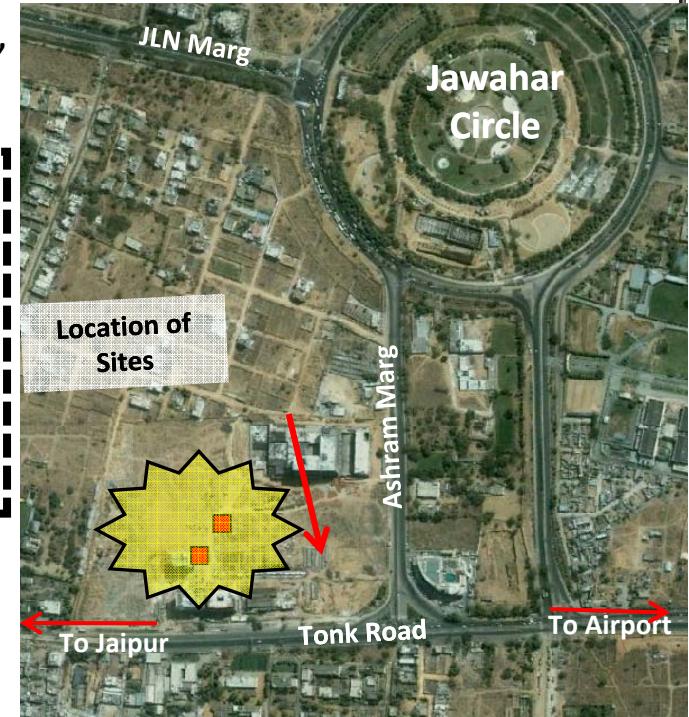 JLN Marg
Jawahar
Circle
Location of
Sites
Ashram Marg
To Jaipur
Tonk Road
To Airport